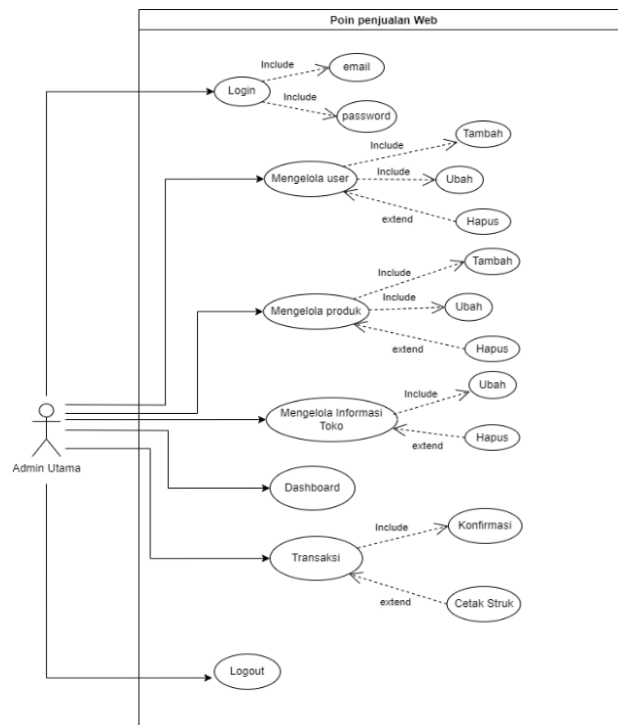 Poin penjualan Web
Include
email
Login
Include
password
Tambah
Include
Mengelola user
Include
Ubah
extend
Hapus
Tambah
Include
Include
Mengelola produk
Ubah
extend
Hapus
Ubah
Include
Mengelola Informasi
Toko
extend
Hapus
Admin Utama
Dashboard
Include
Konfirmasi
Transaksi
extend
Cetak Struk
Logout